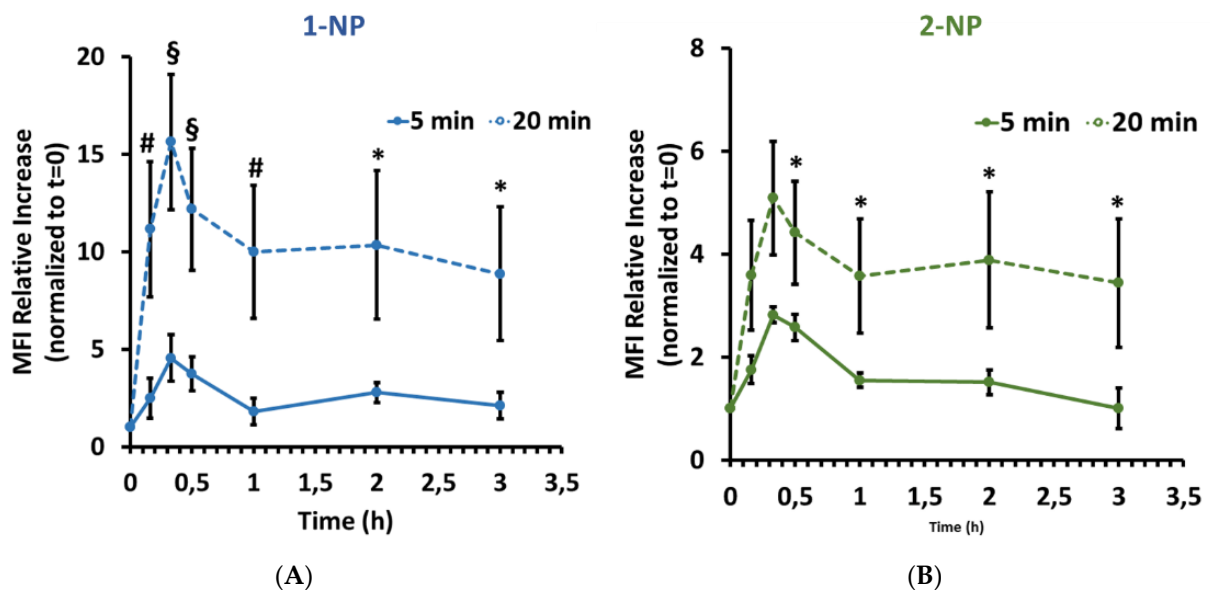 1-NP
MFI Relative Increase
(normalized to t=0)
20
15
10
5
0
§
#
§
#
*
*
5 min
20 min
0
0,5
1
1,5
2
2,5
3
3,5
Time (h)
(A)
2-NP
MFI Relative Increase
(normalized to t=0)
8
6
4
2
0
5 min
20 min
*
*
*
*
0
0,5
1
1,5
2
2,5
3
3,5
Time (h)
(B)